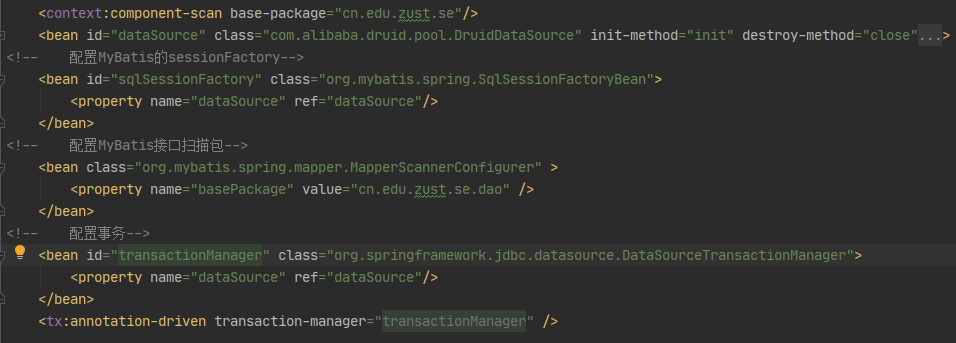 <context:component-scan base-package="cn.edu.zust.se"/>
<bean id="dataSource" class="com.alibaba.druid.pool.DruidDataSource" init-method="init" destroy-method="close"...>
<!-- 配置MyBatis的sessionFactory-->
<bean id="sqlSessionFactory" class="org.mybatis.spring.SqlSessionFactoryBean">
<property name="dataSource" ref="dataSource"/>
</bean>
<!-- 配置MyBatis接口扫描包-->
<bean class="org.mybatis.spring.mapper.MapperScannerConfigurer" >
<property name="basePackage" value="cn.edu.zust.se.dao" />
</bean>
<!-- 配置事务-->
<bean id="transactionManager" class="org.springframework.jdbc.datasource.DataSourceTransactionManager">
<property name="dataSource" ref="dataSource"/>
</bean>
<tx:annotation-driven transaction-manager="transactionManager" />